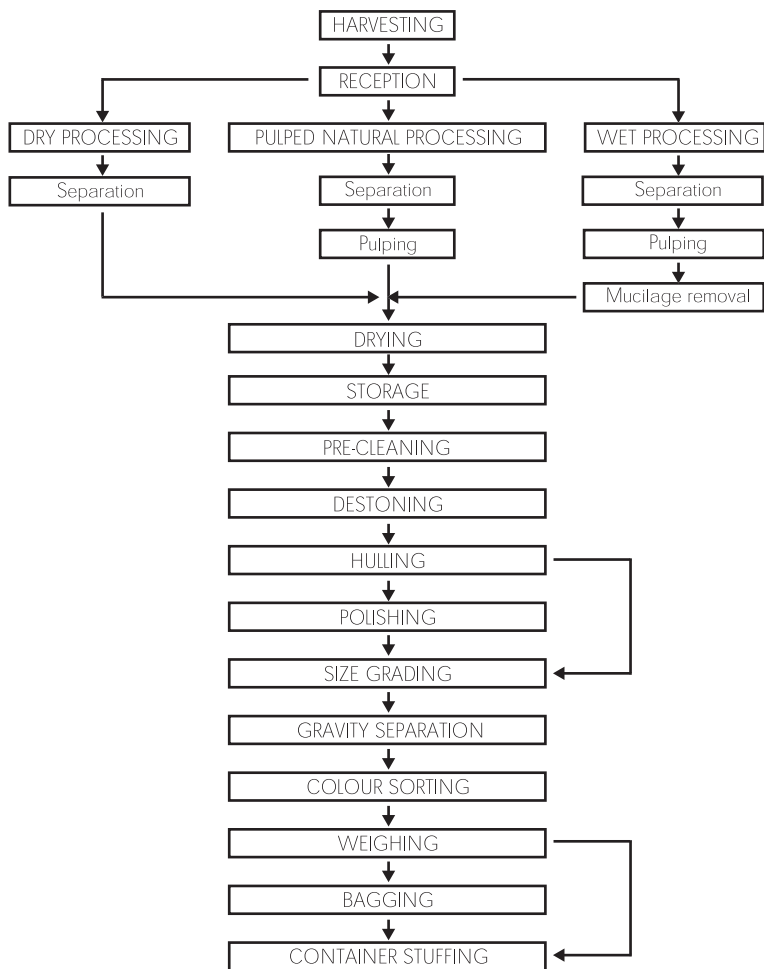 HARVESTING
RECEPTION
DRY PROCESSING
PULPED NATURAL PROCESSING
WET PROCESSING
Separation
Separation
Separation
Pulping
Pulping
Mucilage removal
DRYING
STORAGE
PRE-CLEANING
DESTONING
HULLING
POLISHING
SIZE GRADING
GRAVITY SEPARATION
COLOUR SORTING
WEIGHING
BAGGING
CONTAINER STUFFING